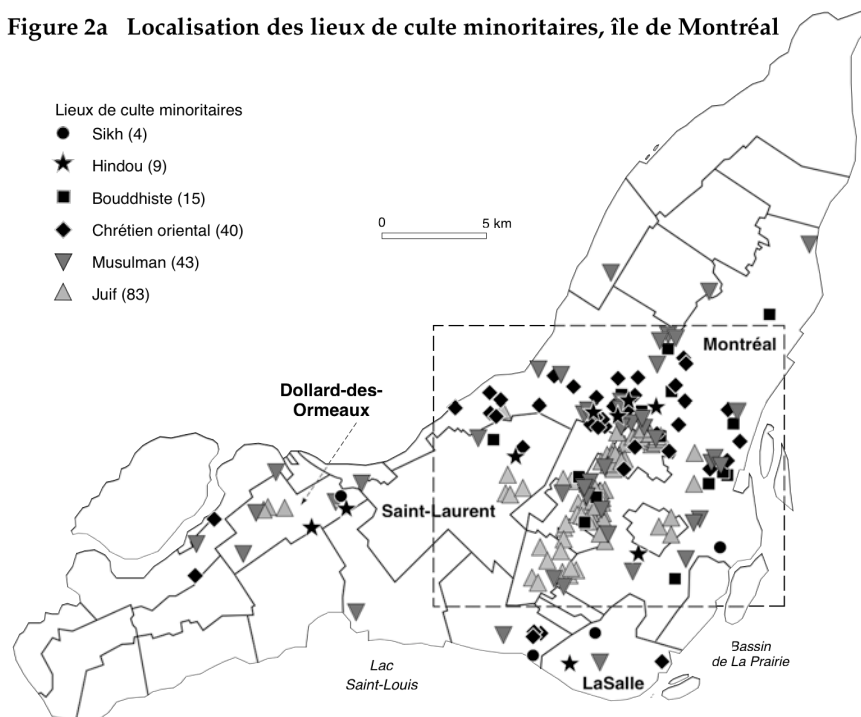 Figure 2a Localisation des lieux de culte minoritaires, île de Montréal
Lieux de culte minoritaires
Sikh (4)
Hindou (9)
Bouddhiste (15)
Chrétien oriental (40)
Musulman (43)
Juif (83)
0 5 km
Montréal
Dollard-des-
Ormeaux
Saint-Laurent
Lac
Saint-Louis
Bassin
de La Prairie
LaSalle